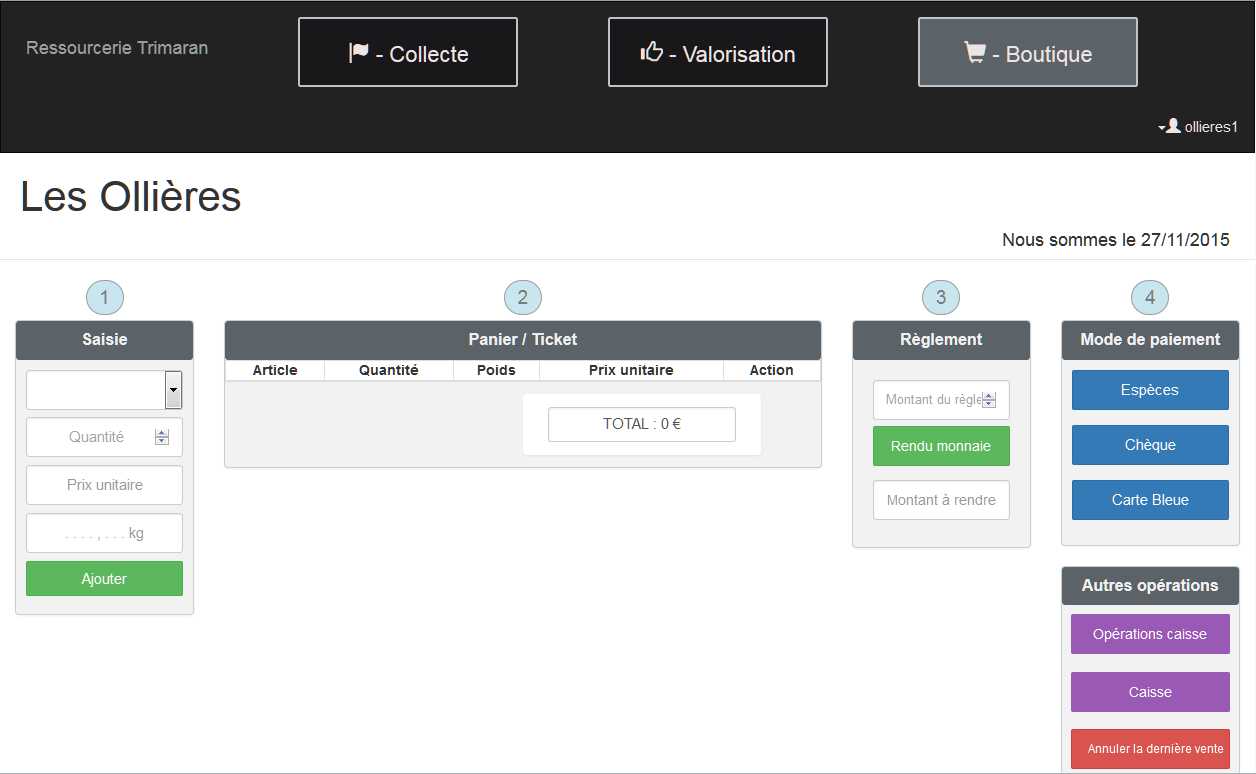 Ressourcerie Trimaran
- Collecte
- Valorisation
- Boutique
ollieres1
Les Ollières
Nous sommes le 27/11/2015
1
2
3
4
Saisie
Quantité
Prix unitaire
. . . . , . . . kg
Ajouter
Panier / Ticket
Article Quantité Poids Prix unitaire Action
TOTAL : 0 €
Règlement
Montant du règle
Rendu monnaie
Montant à rendre
Mode de paiement
Espèces
Chèque
Carte Bleue
Autres opérations
Opérations caisse
Caisse
Annuler la dernière vente